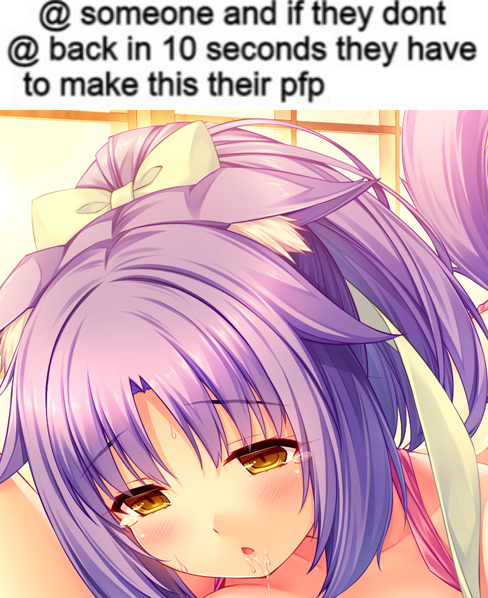 @ someone and if they dont
@ back in 10 seconds they have
to make this their pfp